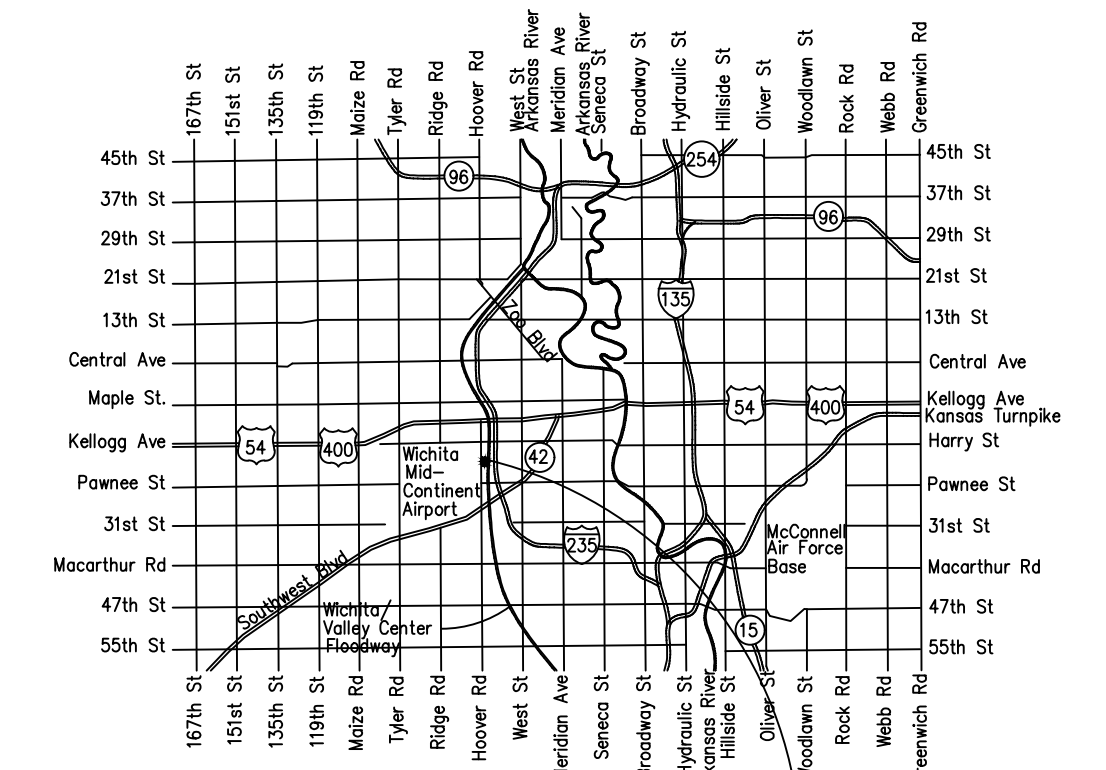 167th St
151st St
135th St
119th St
Maize Rd
Tyler Rd
Ridge Rd
Hoover Rd
West St
Arkansas River
Meridian Ave
Arkansas River
Seneca St
Broadway St
Hydraulic St
Hillside St
Oliver St
Woodlawn St
Rock Rd
Webb Rd
Greenwich Rd
45th St
254
45th St
96
37th St
37th St
96
29th St
29th St
21st St
21st St
135
13th St
Zoo Blvd
13th St
Central Ave
Central Ave
Maple St.
54
400
Kellogg Ave
Kansas Turnpike
Kellogg Ave
54
400
Harry St
Wichita
Mid-
Continent
Airport
42
Pawnee St
Pawnee St
31st St
31st St
235
McConnell
Air Force
Base
Macarthur Rd
Macarthur Rd
Southwest Blvd
47th St
47th St
Wichita/
Valley Center
Floodway
15
55th St
55th St
167th St
151st St
135th St
119th St
Maize Rd
Tyler Rd
Ridge Rd
Hoover Rd
West St
eridian Ave
Seneca St
roadway St
ydraulic St
kansas River
Hillside St
Oliver St
oodlawn St
Rock Rd
Webb Rd
reenwich Rd